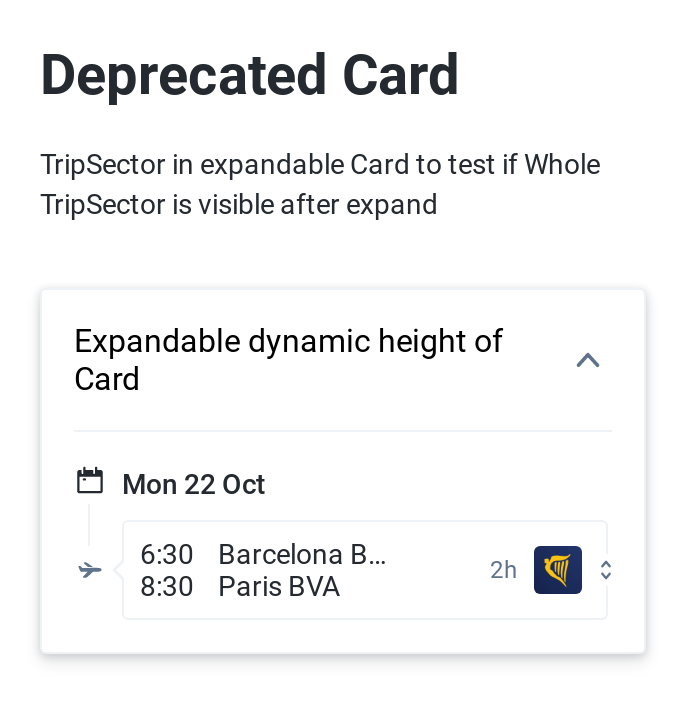 Deprecated Card
TripSector in expandable Card to test if Whole
TripSector is visible after expand
Expandable dynamic height of
Card
Mon 22 Oct
6:30 Barcelona B...
8:30 Paris BVA
2h